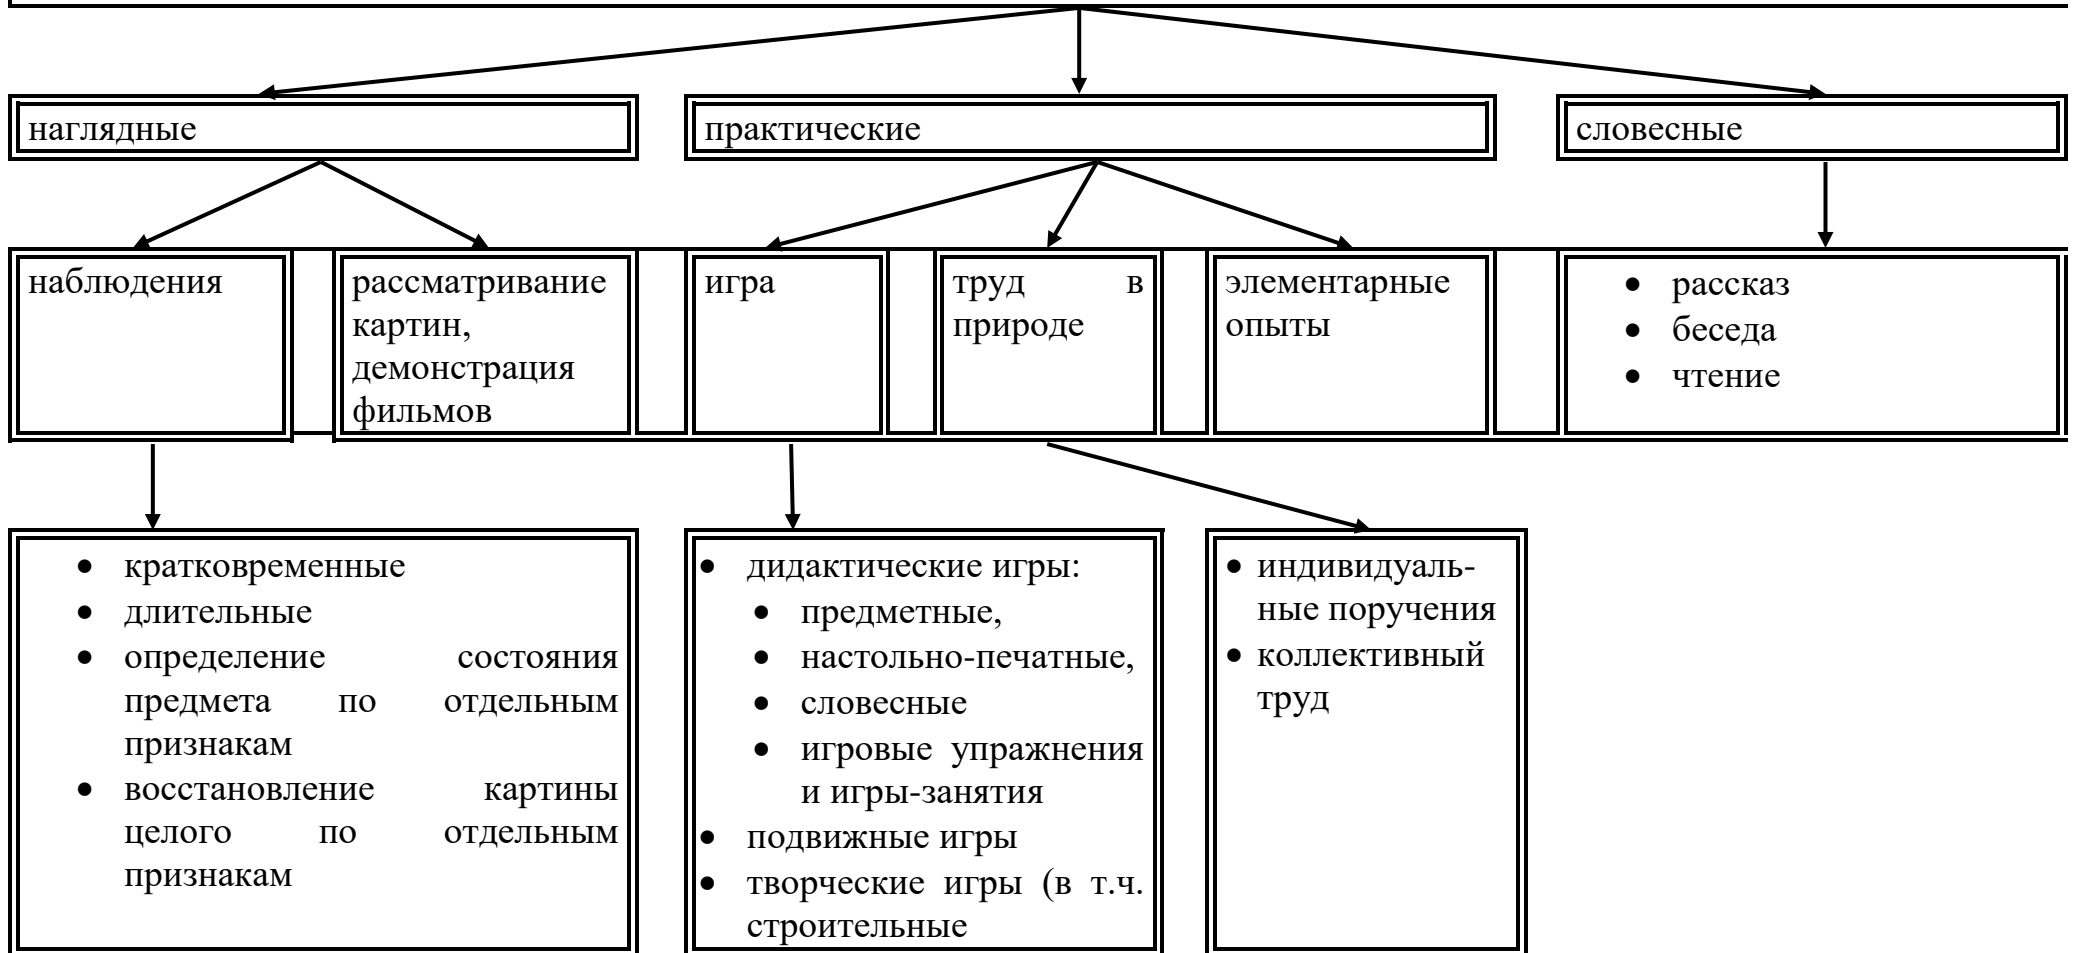 наглядные
практические
словесные
наблюдения
рассматривание
картин,
демонстрация
фильмов
игра
труд в
природе
элементарные
опыты
• рассказ
• беседа
• чтение
• кратковременные
• длительные
• определение состояния
предмета по отдельным
признакам
• восстановление картины
целого по отдельным
признакам
• дидактические игры:
• предметные,
• настольно-печатные,
• словесные
• игровые упражнения
и игры-занятия
• подвижные игры
• творческие игры (в т.ч.
строительные
• индивидуаль-
ные поручения
• коллективный
труд